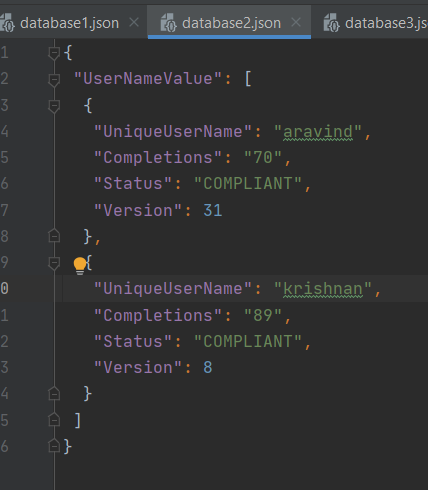 database1.json × database2.json × database3.js
1 {
2 "UserNameValue": [
3 {
4 "UniqueUserName": "aravind",
5 "Completions": "70",
6 "Status": "COMPLIANT",
7 "Version": 31
8 },
9 {
0 "UniqueUserName": "krishnan",
1 "Completions": "89",
2 "Status": "COMPLIANT",
3 "Version": 8
4 }
5 ]
6 }